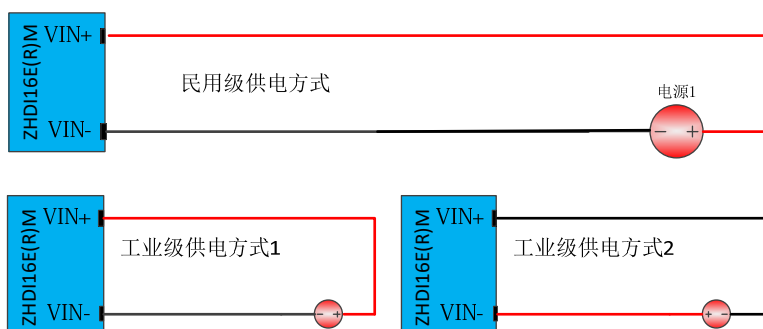 VIN+
ZHDI16E(R)M
民用级供电方式
电源1
VIN-
- +
VIN+
ZHDI16E(R)M
工业级供电方式1
VIN-
- +
VIN+
ZHDI16E(R)M
工业级供电方式2
VIN-
+ -